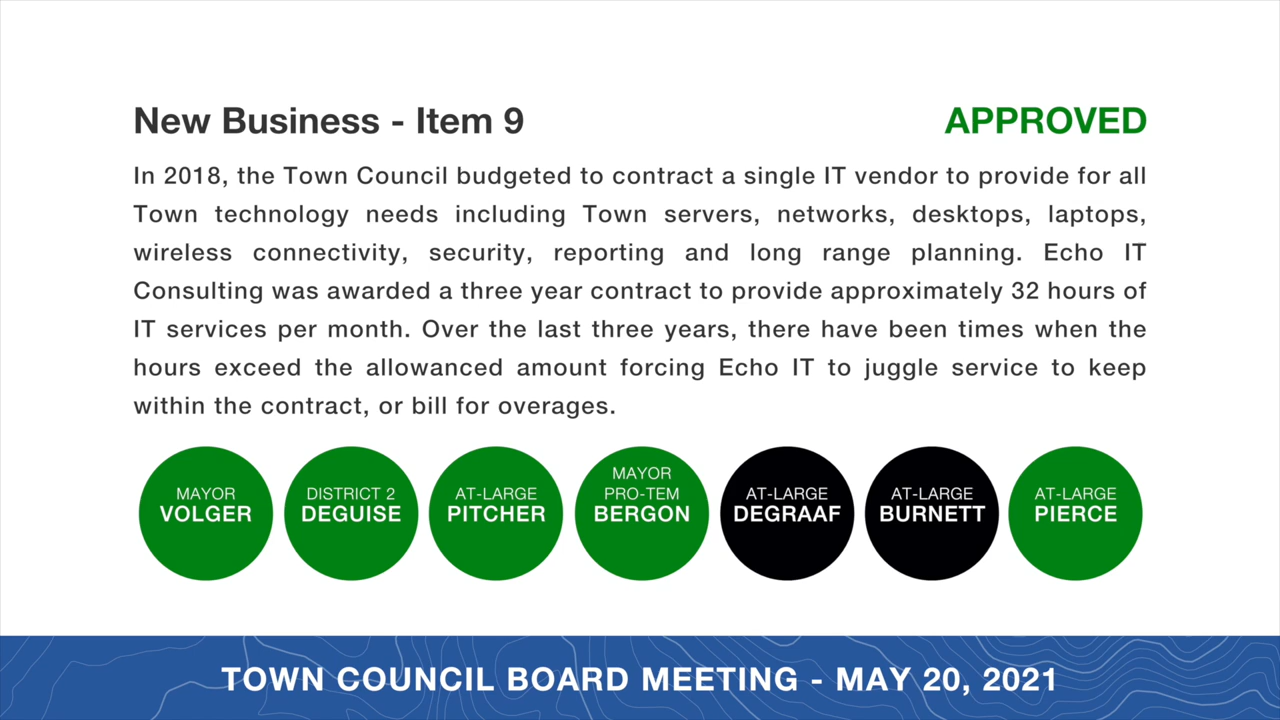 New Business - Item 9
APPROVED
In 2018, the Town Council budgeted to contract a single IT vendor to provide for all
Town technology needs including Town servers, networks, desktops, laptops,
wireless connectivity, security, reporting and long range planning. Echo IT
Consulting was awarded a three year contract to provide approximately 32 hours of
IT services per month. Over the last three years, there have been times when the
hours exceed the allowanced amount forcing Echo IT to juggle service to keep
within the contract, or bill for overages.
MAYOR
VOLGER
DISTRICT 2
DEGUISE
AT-LARGE
PITCHER
MAYOR
PRO-TEM
BERGON
AT-LARGE
DEGRAAF
AT-LARGE
BURNETT
AT-LARGE
PIERCE
TOWN COUNCIL BOARD MEETING - MAY 20, 2021